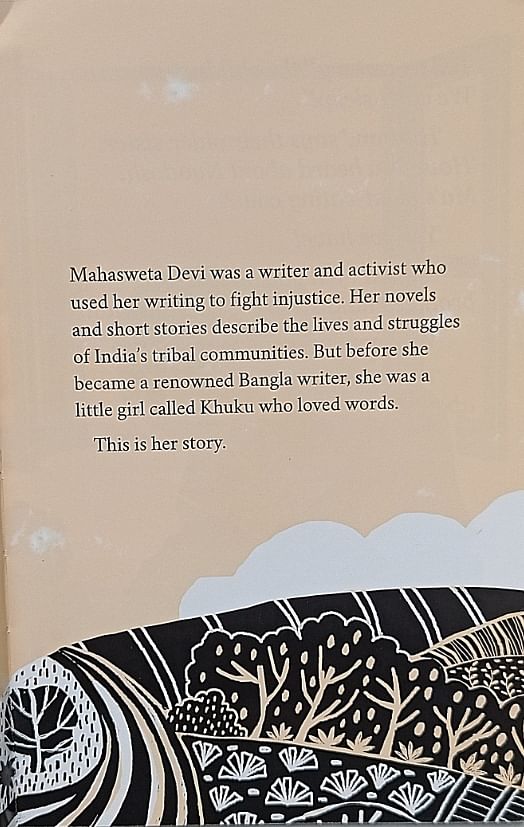 Mahasweta Devi was a writer and activist who
used her writing to fight injustice. Her novels
and short stories describe the lives and struggles
of India's tribal communities. But before she
became a renowned Bangla writer, she was a
little girl called Khuku who loved words.
This is her story.